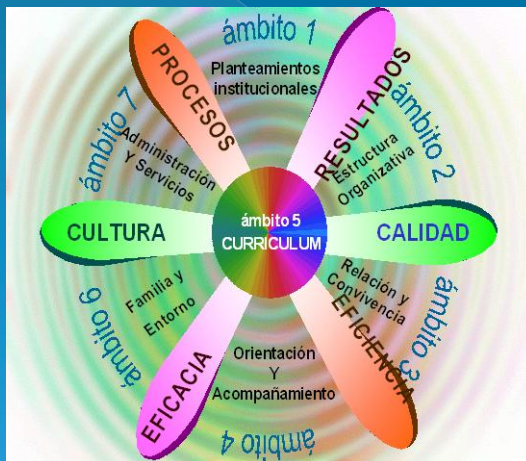 ámbito 1
Planteamientos
institucionales
PROCESOS
RESULTADOS
ámbito 7
Administración
Y Servicios
ámbito 2
Estructura
Organizativa
CULTURA
ámbito 5
CURRÍCULUM
CALIDAD
ámbito 6
Familia y
Entorno
Relación y
Convivencia
ámbito 3
EFICACIA
Orientación
Y
Acompañamiento
EFICIENCIA
ámbito 4